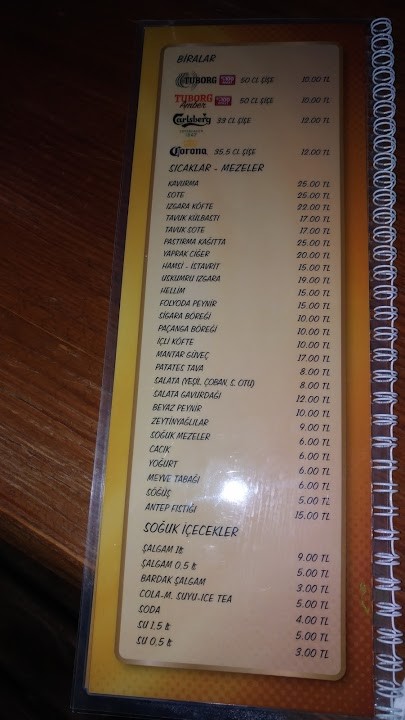 BİRALAR
TUBORG 50 CL ŞİŞE 10.00 TL
TUBORG Amber 50 CL ŞİŞE 10.00 TL
Carlsberg 33 CL ŞİŞE 12.00 TL
Corona 35.5 CL ŞİŞE 12.00 TL
SICAKLAR - MEZELER
KAVURMA 25.00 TL
SOTE 25.00 TL
IZGARA KÖFTE 22.00 TL
TAVUK KÜLBASTI 17.00 TL
TAVUK SOTE 17.00 TL
PASTIRMA KAĞITTA 25.00 TL
YAPRAK CİĞER 20.00 TL
HAMSİ - İSTAVRİT 15.00 TL
USKUMRU IZGARA 19.00 TL
HELLİM 15.00 TL
FOLYODA PEYNİR 15.00 TL
SİGARA BÖREĞİ 10.00 TL
PAÇANGA BÖREĞİ 10.00 TL
İÇLİ KÖFTE 10.00 TL
MANTAR GÜVEÇ 17.00 TL
PATATES TAVA 8.00 TL
SALATA (YEŞİL, ÇOBAN, S. OTU) 8.00 TL
SALATA GAVURDAĞI 12.00 TL
BEYAZ PEYNİR 10.00 TL
ZEYTİNYAĞLILAR 9.00 TL
SOĞUK MEZELER 6.00 TL
CACIK 6.00 TL
YOĞURT 6.00 TL
MEYVE TABAĞI 6.00 TL
SÖĞÜŞ 5.00 TL
ANTEP FISTIĞI 15.00 TL
SOĞUK İÇECEKLER
ŞALGAM 1 lt 9.00 TL
ŞALGAM 0.5 lt 5.00 TL
BARDAK ŞALGAM 3.00 TL
COLA-M. SUYU-ICE TEA 5.00 TL
SODA 4.00 TL
SU 1,5 lt 5.00 TL
SU 0.5 lt 3.00 TL